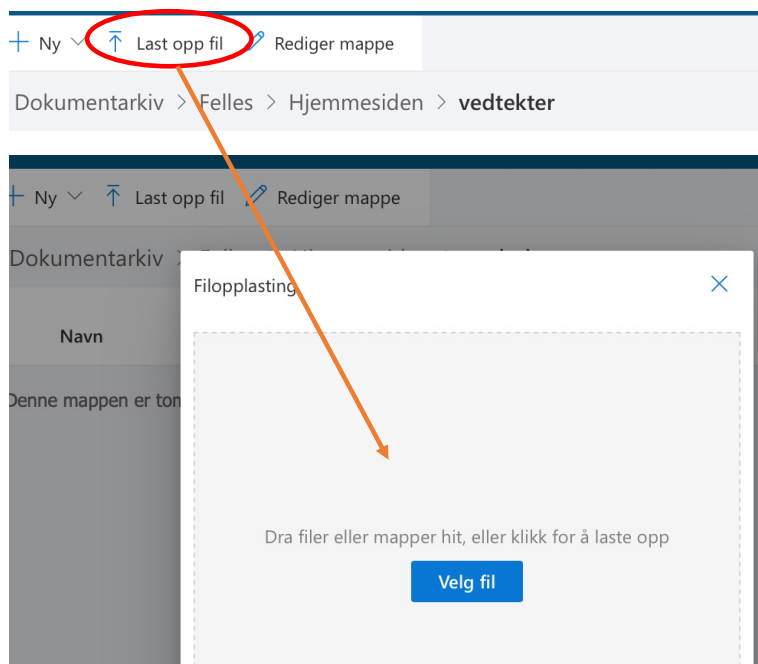 Ny Last opp fil Rediger mappe
Dokumentarkiv > Felles > Hjemmesiden > vedtekter
Ny Last opp fil Rediger mappe
Dokumentarkiv
Filopplasting
Navn
Denne mappen er tom
Dra filer eller mapper hit, eller klikk for å laste opp
Velg fil